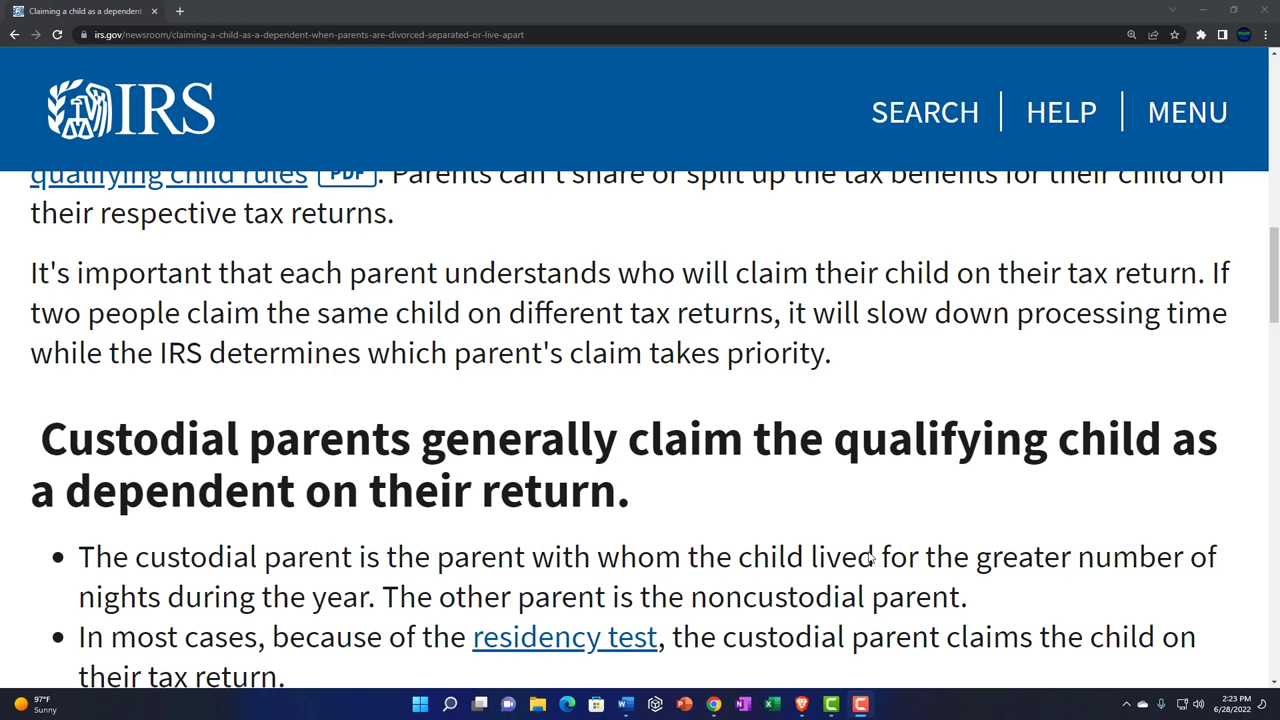 Claiming a child as a dependent
irs.gov/newsroom/claiming-a-child-as-a-dependent-when-parents-are-divorced-separated-or-live-apart
IRS
SEARCH
HELP
MENU
qualifying child rules PDF . Parents can't share or split up the tax benefits for their child on
their respective tax returns.
It's important that each parent understands who will claim their child on their tax return. If
two people claim the same child on different tax returns, it will slow down processing time
while the IRS determines which parent's claim takes priority.
Custodial parents generally claim the qualifying child as
a dependent on their return.
• The custodial parent is the parent with whom the child lived for the greater number of
nights during the year. The other parent is the noncustodial parent.
• In most cases, because of the residency test, the custodial parent claims the child on
their tax return.
97°F
Sunny
2:23 PM
6/28/2022